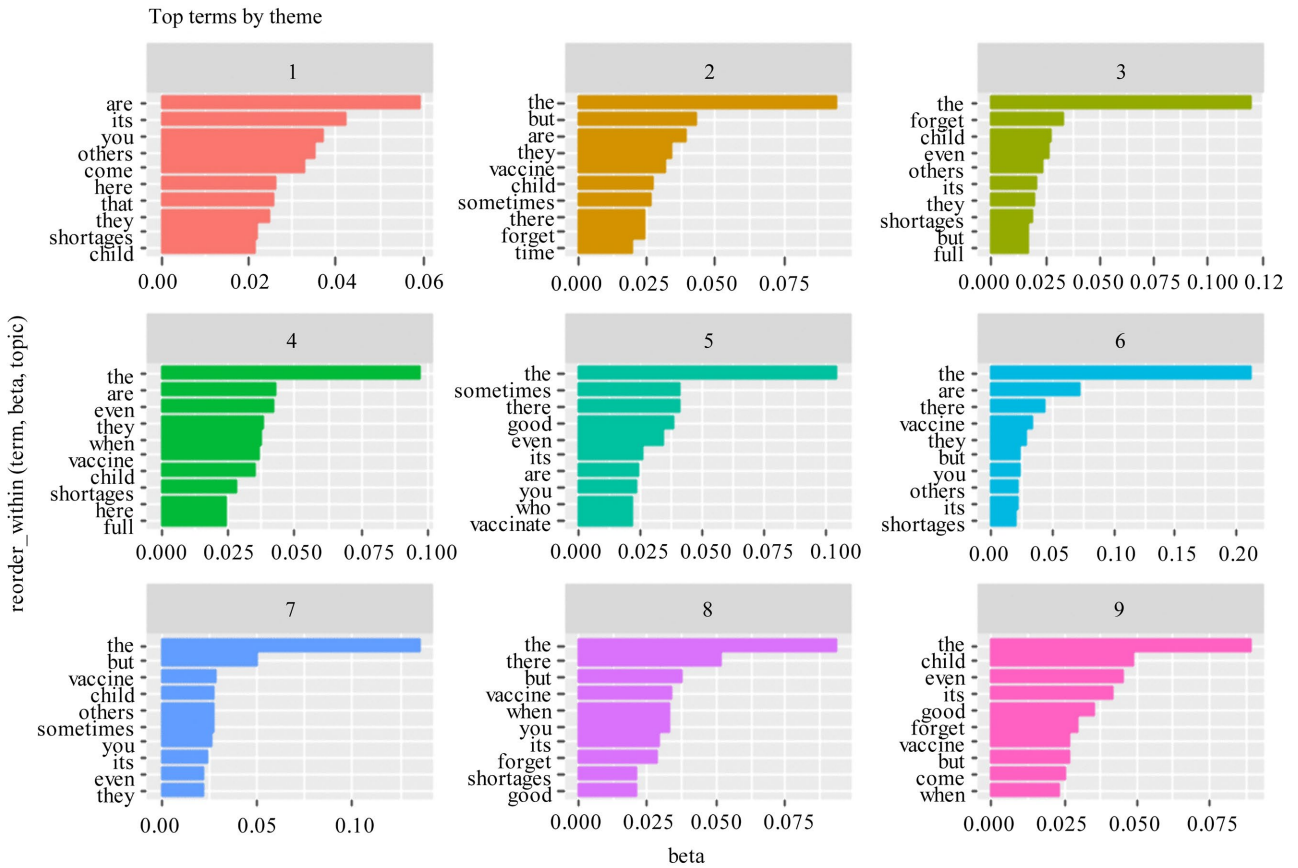 Top terms by theme
1
are
its
you
others
come
here
that
they
shortages
child
0.00 0.02 0.04 0.06
2
the
but
are
they
vaccine
child
sometimes
there
forget
time
0.000 0.025 0.050 0.075
3
the
forget
child
even
others
its
they
shortages
but
full
0.000 0.025 0.050 0.075 0.100 0.12
reorder_within (term, beta, topic)
4
the
are
even
they
when
vaccine
child
shortages
here
full
0.000 0.025 0.050 0.075 0.100
5
the
sometimes
there
good
even
its
are
you
who
vaccinate
0.000 0.025 0.050 0.075 0.100
6
the
are
there
vaccine
they
but
you
others
its
shortages
0.00 0.05 0.10 0.15 0.20
7
the
but
vaccine
child
others
sometimes
you
its
even
they
0.00 0.05 0.10
8
the
there
but
vaccine
when
you
its
forget
shortages
good
0.000 0.025 0.050 0.075
9
the
child
even
its
good
forget
vaccine
but
come
when
0.000 0.025 0.050 0.075
beta